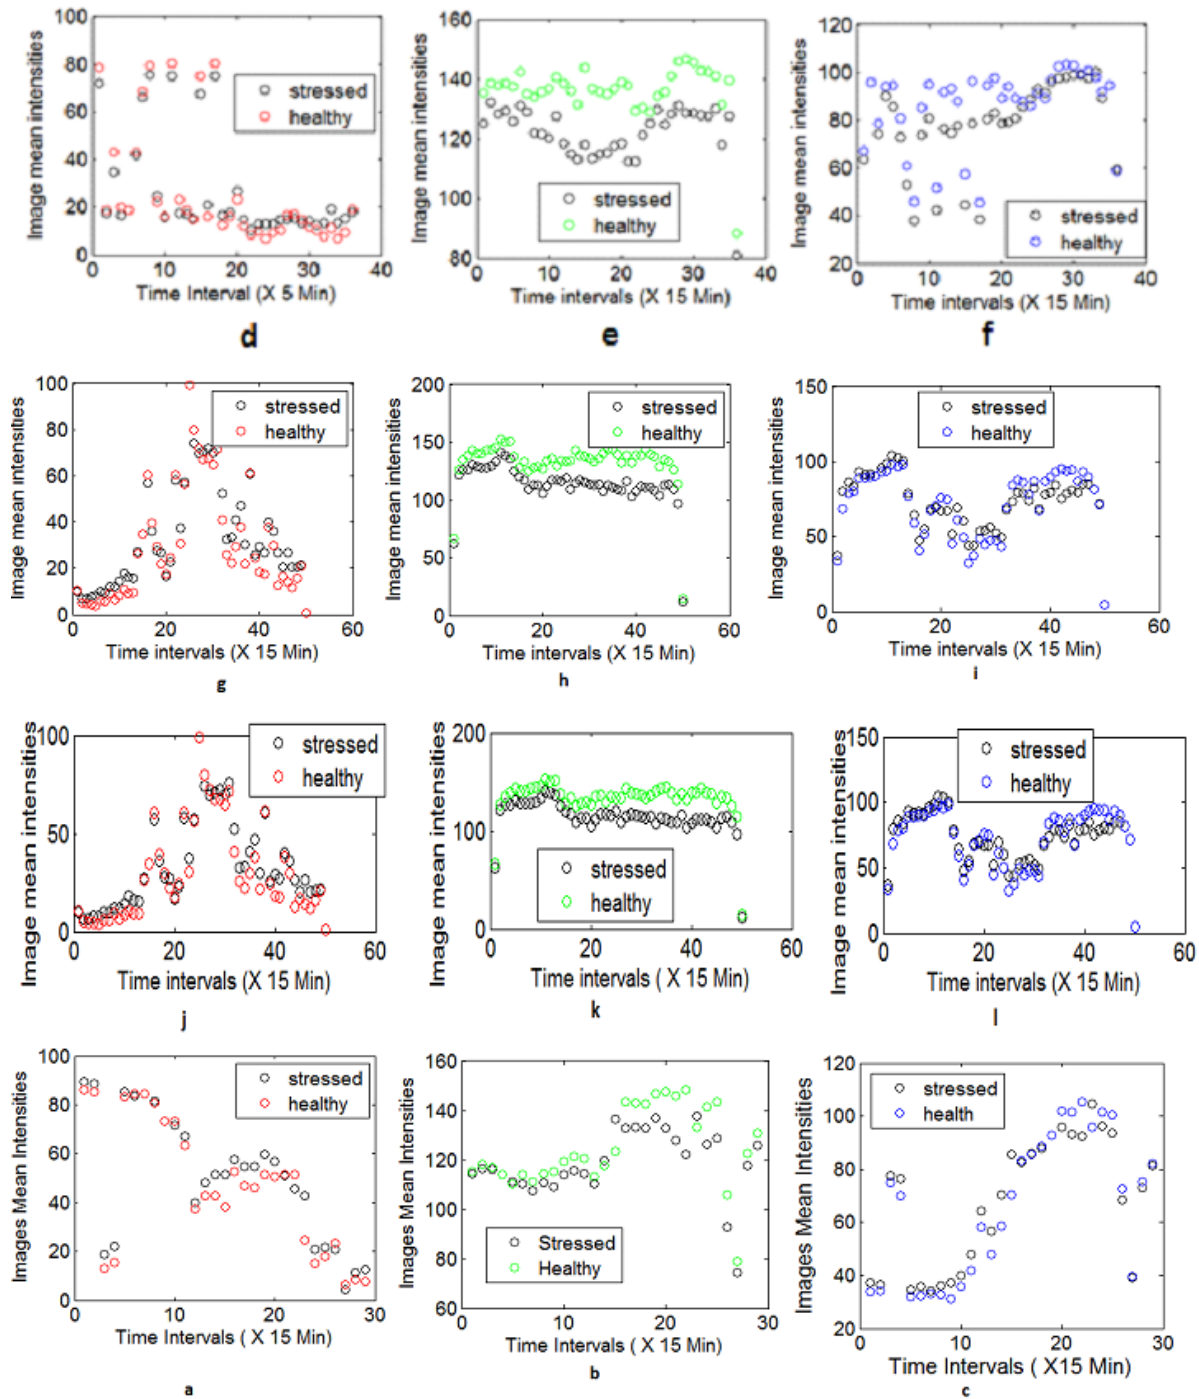 100
80
60
40
20
0
Image mean intensities
stressed
healthy
0 10 20 30 40
Time Interval (X 5 Min)
d
160
140
120
100
80
Image mean intensities
stressed
healthy
0 10 20 30 40
Time intervals (X 15 Min)
e
120
100
80
60
40
20
Image mean intensities
stressed
healthy
0 10 20 30 40
Time intervals (X 15 Min)
f
100
80
60
40
20
0
Image mean intensities
stressed
healthy
0 20 40 60
Time intervals (X 15 Min)
g
200
150
100
50
0
Image mean intensities
stressed
healthy
0 20 40 60
Time intervals (X 15 Min)
h
150
100
50
0
Image mean intensities
stressed
healthy
0 20 40 60
Time intervals (X 15 Min)
i
100
50
0
Image mean intensities
stressed
healthy
0 20 40 60
Time intervals (X 15 Min)
j
200
100
0
Image mean intensities
stressed
healthy
0 20 40 60
Time intervals (X 15 Min)
k
150
100
50
0
Image mean intensities
stressed
healthy
0 20 40 60
Time intervals (X 15 Min)
l
100
80
60
40
20
0
Images Mean Intensities
stressed
healthy
0 10 20 30
Time Intervals ( X 15 Min)
a
160
140
120
100
80
60
Images Mean Intensities
Stressed
Healthy
0 10 20 30
Time Intervals ( X 15 Min)
b
120
100
80
60
40
20
Images Mean Intensities
stressed
health
0 10 20 30
Time Intervals ( X15 Min)
c